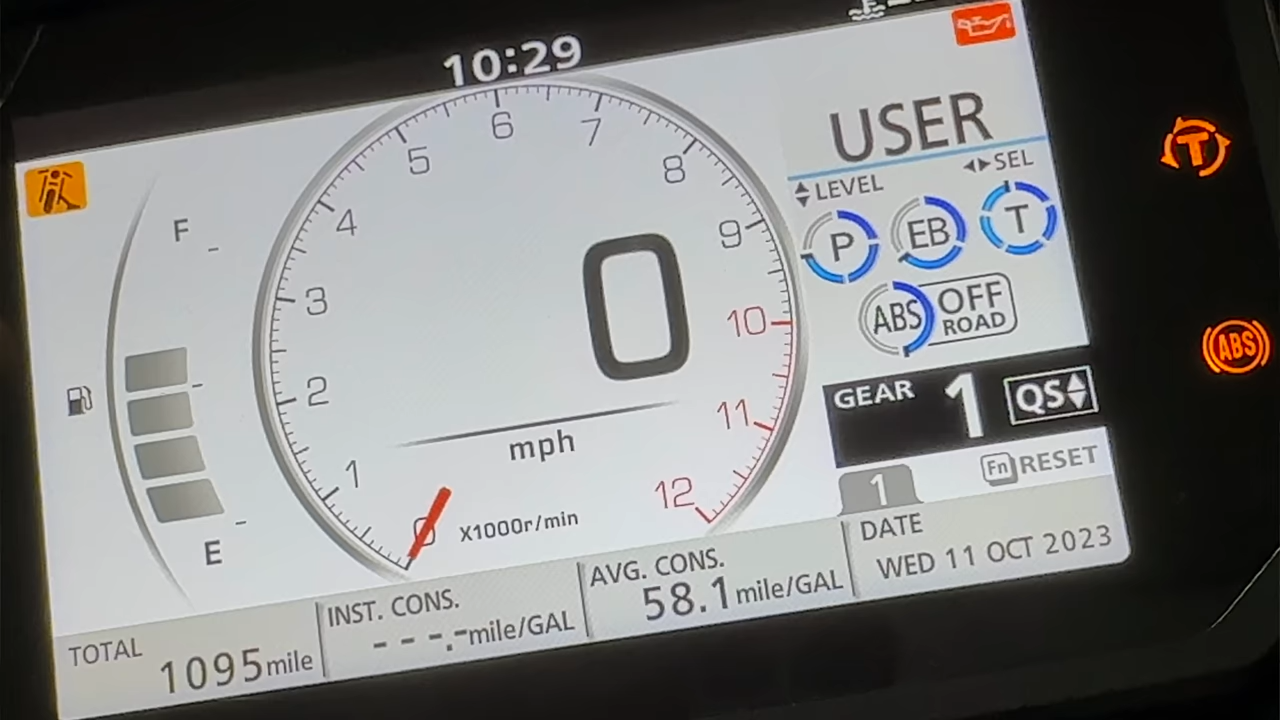 10:29
USER
LEVEL
SEL
P
EB
T
ABS
OFF
ROAD
T
ABS
F
E
0
1
2
3
4
5
6
7
8
9
10
11
12
0
mph
X1000r/min
GEAR 1 QS
1
Fn RESET
TOTAL
1095 mile
INST. CONS.
---.- mile/GAL
AVG. CONS.
58.1 mile/GAL
DATE
WED 11 OCT 2023